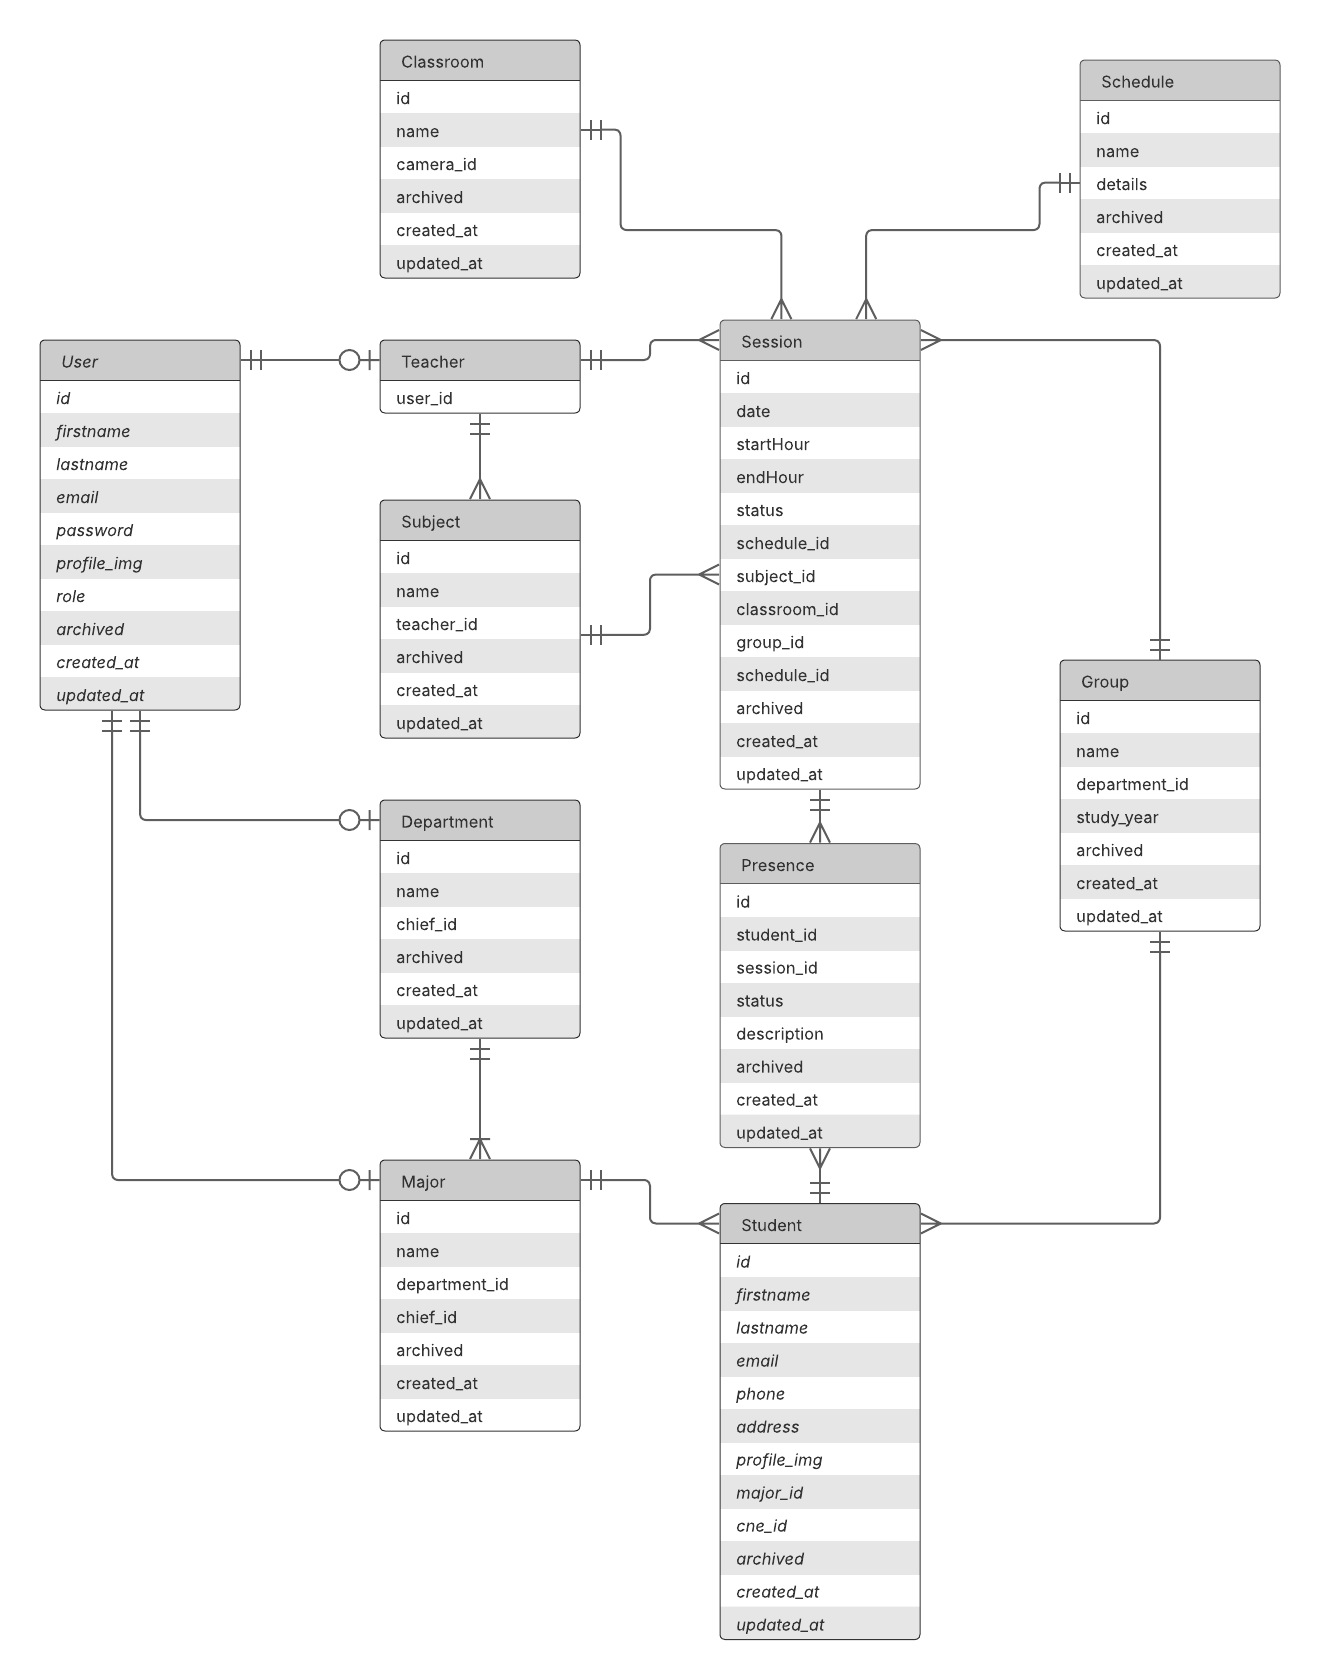 Classroom
id
name
camera_id
archived
created_at
updated_at
Schedule
id
name
details
archived
created_at
updated_at
User
id
firstname
lastname
email
password
profile_img
role
archived
created_at
updated_at
Teacher
user_id
Subject
id
name
teacher_id
archived
created_at
updated_at
Session
id
date
startHour
endHour
status
schedule_id
subject_id
classroom_id
group_id
schedule_id
archived
created_at
updated_at
Group
id
name
department_id
study_year
archived
created_at
updated_at
Department
id
name
chief_id
archived
created_at
updated_at
Presence
id
student_id
session_id
status
description
archived
created_at
updated_at
Major
id
name
department_id
chief_id
archived
created_at
updated_at
Student
id
firstname
lastname
email
phone
address
profile_img
major_id
cne_id
archived
created_at
updated_at